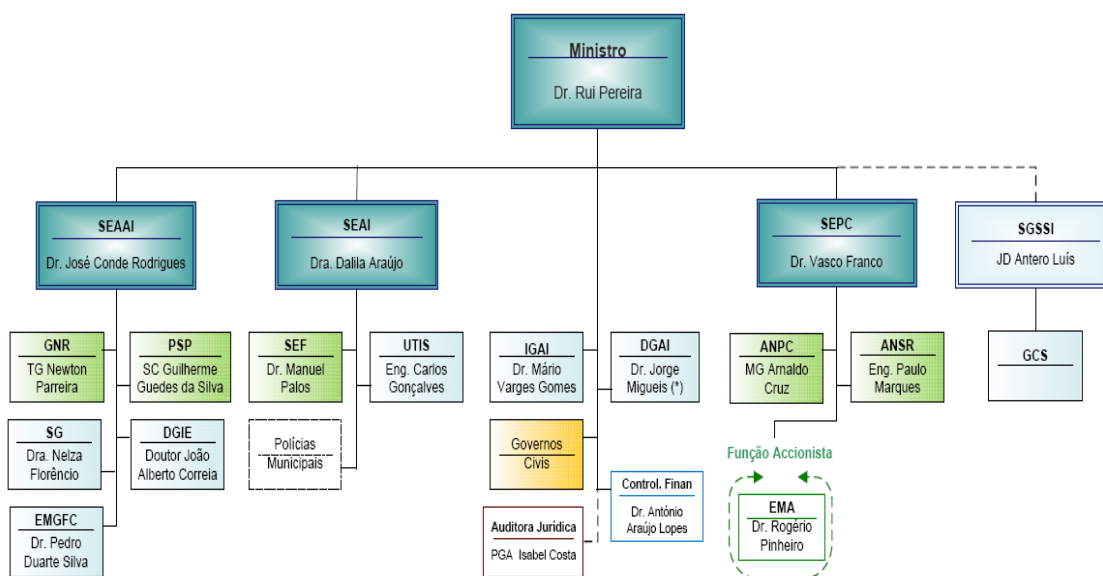 Ministro
Dr. Rui Pereira
SEAAI
Dr. José Conde Rodrigues
SEAI
Dra. Dalila Araújo
SEPC
Dr. Vasco Franco
SGSSI
JD Antero Luís
GNR
TG Newton
Parreira
PSP
SC Guilherme
Guedes da Silva
SEF
Dr. Manuel
Palos
UTIS
Eng. Carlos
Gonçalves
IGAI
Dr. Mário
Varges Gomes
DGAI
Dr. Jorge
Migueis (*)
ANPC
MG Arnaldo
Cruz
ANSR
Eng. Paulo
Marques
GCS
SG
Dra. Nelza
Florêncio
DGIE
Doutor João
Alberto Correia
Polícias
Municipais
Governos
Civis
Função Accionista
EMGFC
Dr. Pedro
Duarte Silva
Auditora Jurídica
PGA Isabel Costa
Control. Finan
Dr. António
Araújo Lopes
EMA
Dr. Rogério
Pinheiro